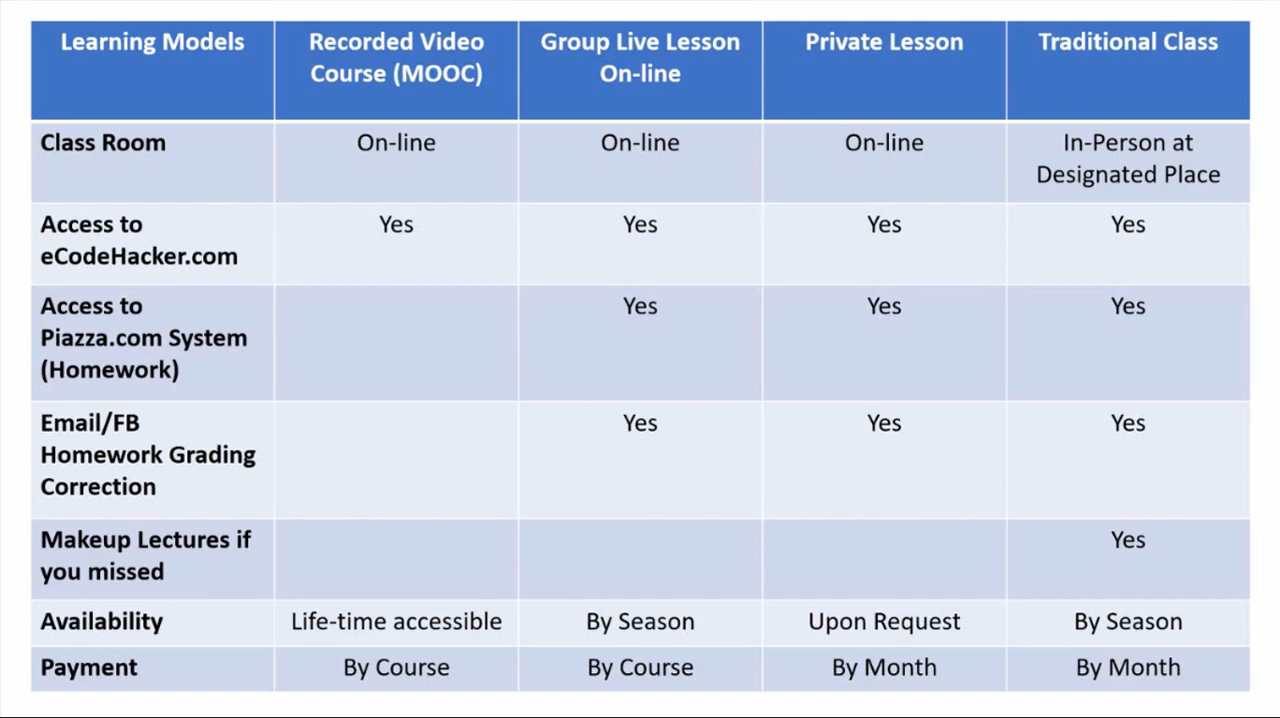 Learning Models
Recorded Video
Course (MOOC)
Group Live Lesson
On-line
Private Lesson
Traditional Class
Class Room
On-line
On-line
On-line
In-Person at
Designated Place
Access to
eCodeHacker.com
Yes
Yes
Yes
Yes
Access to
Piazza.com System
(Homework)
Yes
Yes
Yes
Email/FB
Homework Grading
Correction
Yes
Yes
Yes
Makeup Lectures if
you missed
Yes
Availability
Life-time accessible
By Season
Upon Request
By Season
Payment
By Course
By Course
By Month
By Month